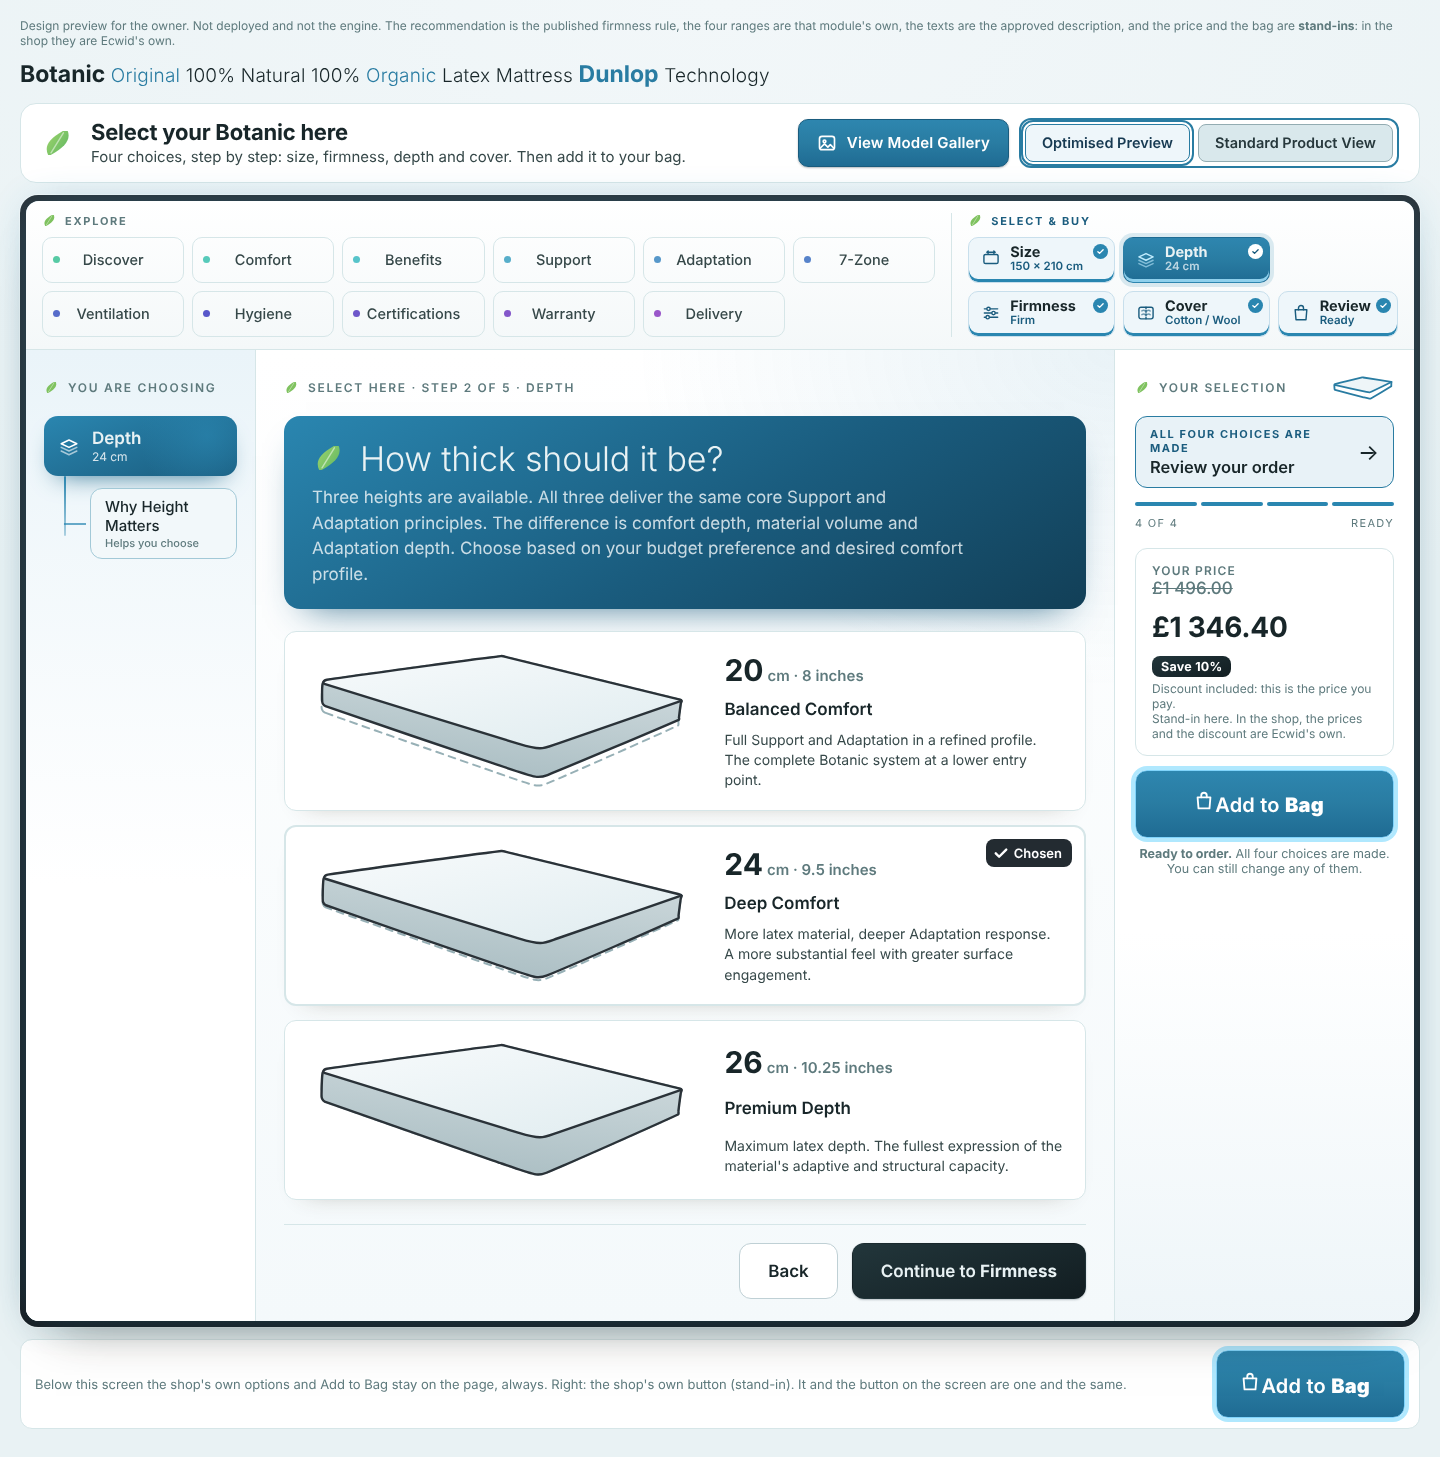 Design preview for the owner. Not deployed and not the engine. The recommendation is the published firmness rule, the four ranges are that module's own, the texts are the approved description, and the price and the bag are stand-ins: in the
shop they are Ecwid's own.
Botanic Original 100% Natural 100% Organic Latex Mattress Dunlop Technology
Select your Botanic here
Four choices, step by step: size, firmness, depth and cover. Then add it to your bag.
View Model Gallery
Optimised Preview
Standard Product View
EXPLORE
Discover
Comfort
Benefits
Support
Adaptation
7-Zone
Ventilation
Hygiene
Certifications
Warranty
Delivery
SELECT & BUY
Size
150 × 210 cm
Depth
24 cm
Firmness
Firm
Cover
Cotton / Wool
Review
Ready
YOU ARE CHOOSING
Depth
24 cm
Why Height
Matters
Helps you choose
SELECT HERE · STEP 2 OF 5 · DEPTH
How thick should it be?
Three heights are available. All three deliver the same core Support and
Adaptation principles. The difference is comfort depth, material volume and
Adaptation depth. Choose based on your budget preference and desired comfort
profile.
20 cm · 8 inches
Balanced Comfort
Full Support and Adaptation in a refined profile.
The complete Botanic system at a lower entry
point.
Chosen
24 cm · 9.5 inches
Deep Comfort
More latex material, deeper Adaptation response.
A more substantial feel with greater surface
engagement.
26 cm · 10.25 inches
Premium Depth
Maximum latex depth. The fullest expression of the
material's adaptive and structural capacity.
Back
Continue to Firmness
YOUR SELECTION
ALL FOUR CHOICES ARE
MADE
Review your order
4 OF 4
READY
YOUR PRICE
£1 496.00
£1 346.40
Save 10%
Discount included: this is the price you
pay.
Stand-in here. In the shop, the prices
and the discount are Ecwid's own.
Add to Bag
Ready to order. All four choices are made.
You can still change any of them.
Below this screen the shop's own options and Add to Bag stay on the page, always. Right: the shop's own button (stand-in). It and the button on the screen are one and the same.
Add to Bag